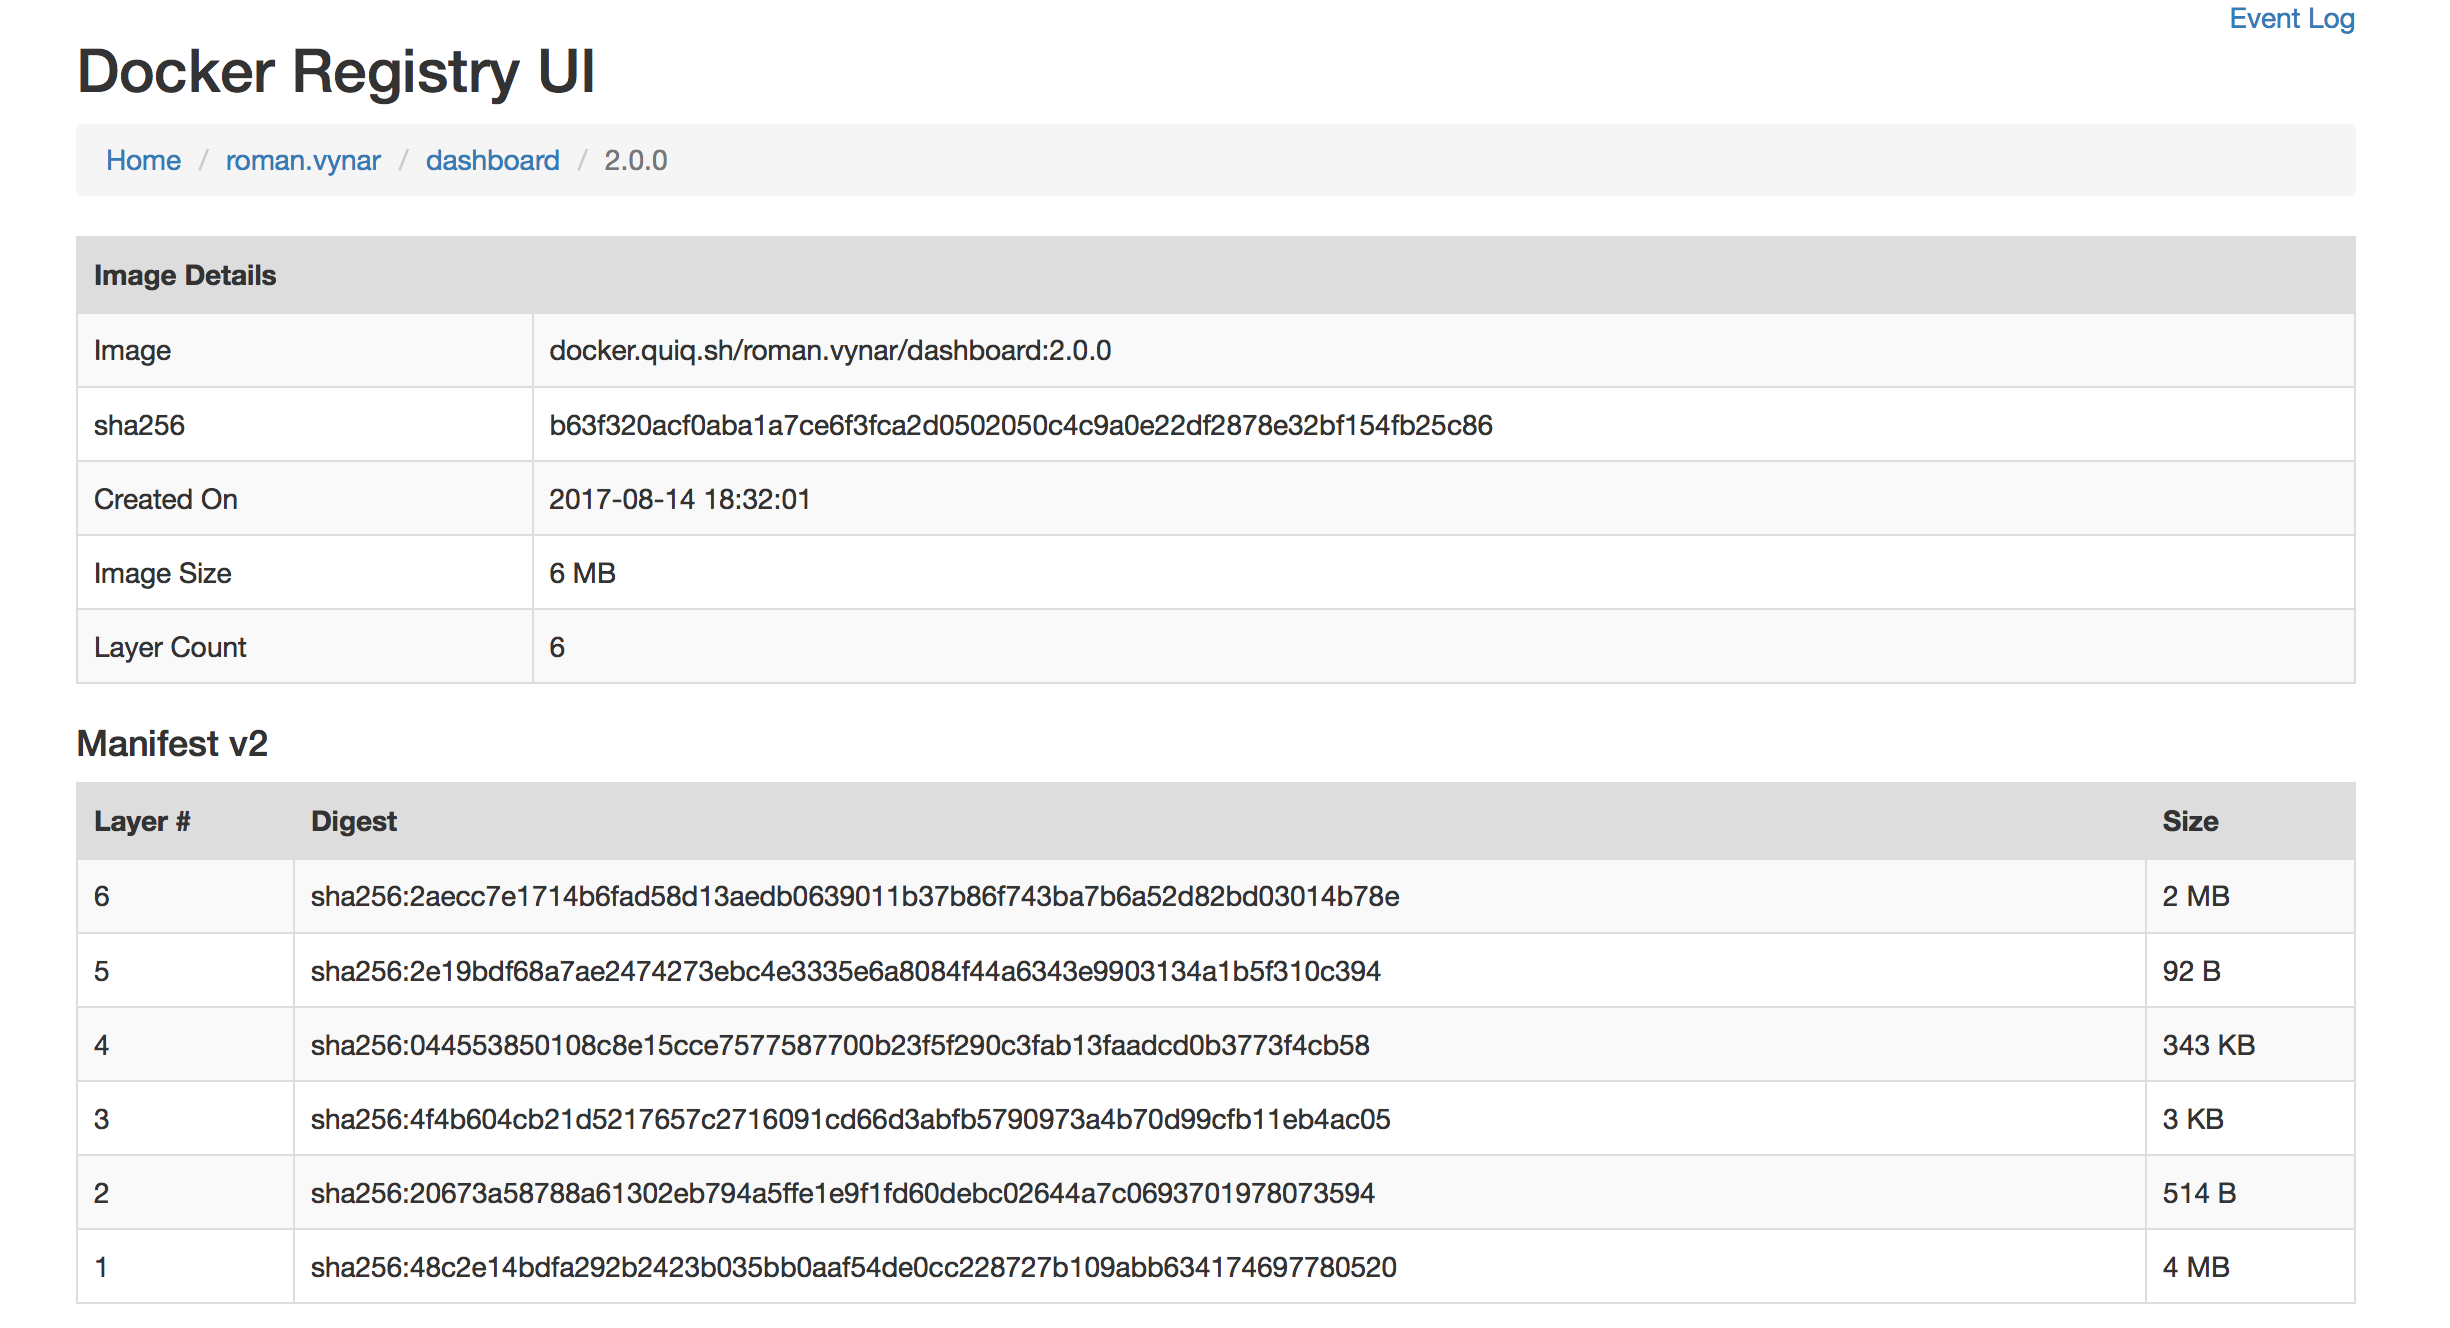 Event Log
Docker Registry UI
Home / roman.vynar / dashboard / 2.0.0
Image Details
Image docker.quiq.sh/roman.vynar/dashboard:2.0.0
sha256 b63f320acf0aba1a7ce6f3fca2d0502050c4c9a0e22df2878e32bf154fb25c86
Created On 2017-08-14 18:32:01
Image Size 6 MB
Layer Count 6
Manifest v2
Layer # Digest Size
6 sha256:2aecc7e1714b6fad58d13aedb0639011b37b86f743ba7b6a52d82bd03014b78e 2 MB
5 sha256:2e19bdf68a7ae2474273ebc4e3335e6a8084f44a6343e9903134a1b5f310c394 92 B
4 sha256:044553850108c8e15cce7577587700b23f5f290c3fab13faadcd0b3773f4cb58 343 KB
3 sha256:4f4b604cb21d5217657c2716091cd66d3abfb5790973a4b70d99cfb11eb4ac05 3 KB
2 sha256:20673a58788a61302eb794a5ffe1e9f1fd60debc02644a7c0693701978073594 514 B
1 sha256:48c2e14bdfa292b2423b035bb0aaf54de0cc228727b109abb634174697780520 4 MB